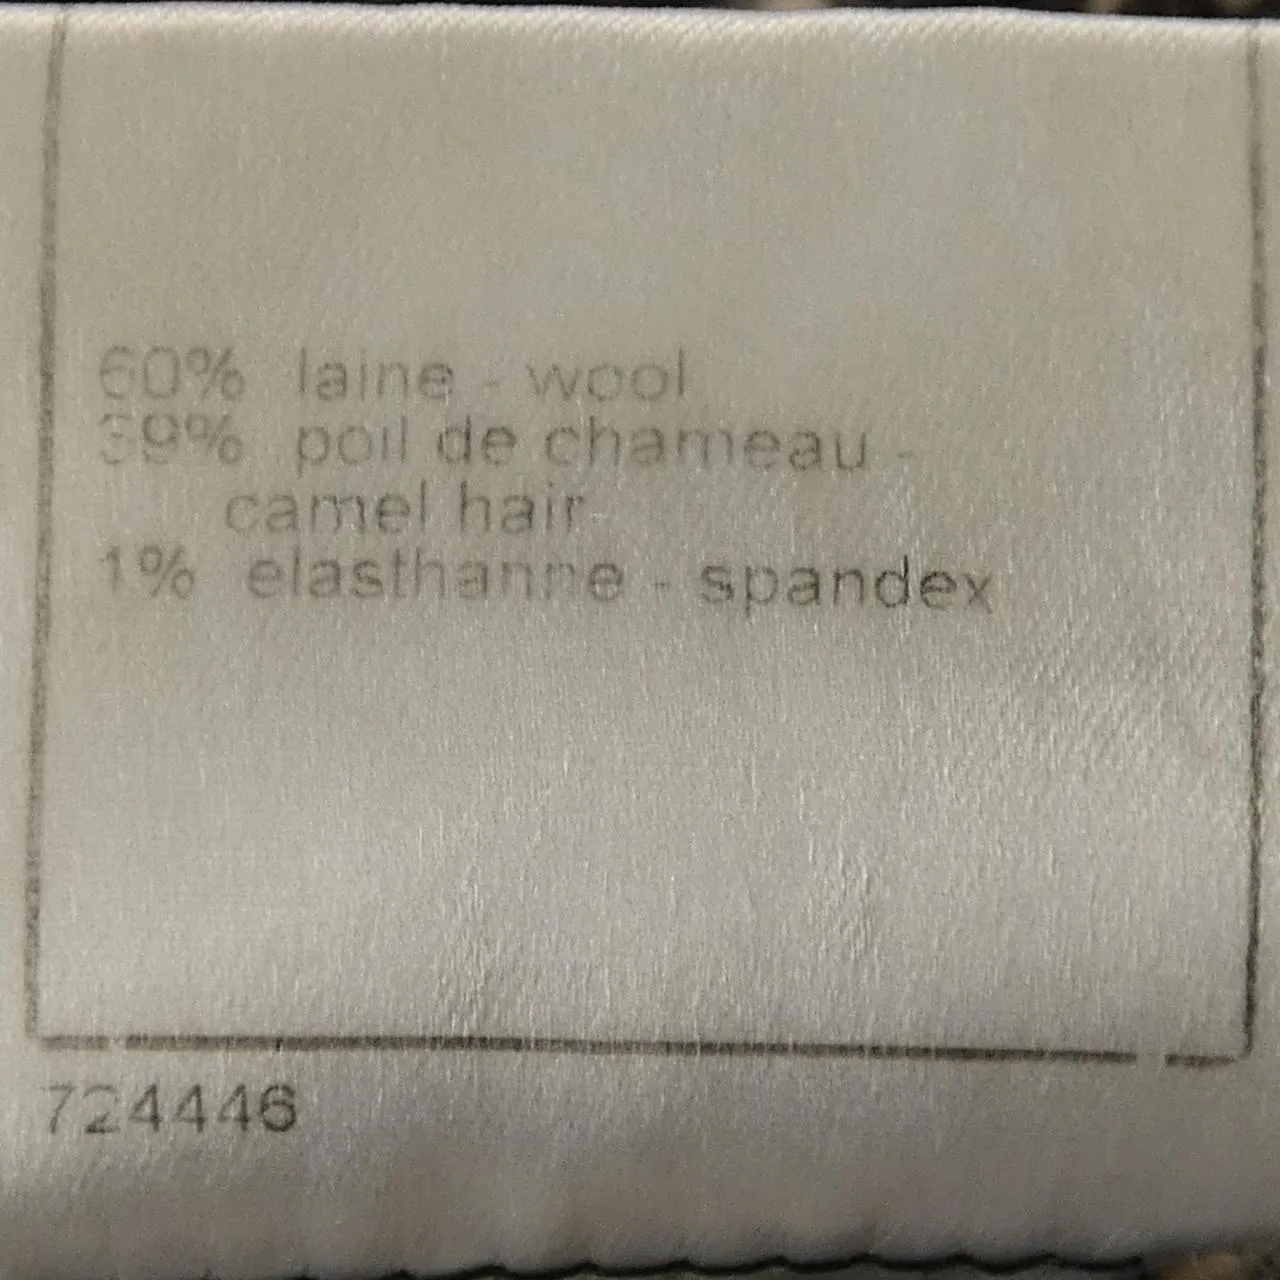 60% laine - wool
39% poil de chameau -
camel hair
1% elasthanne - spandex
724446